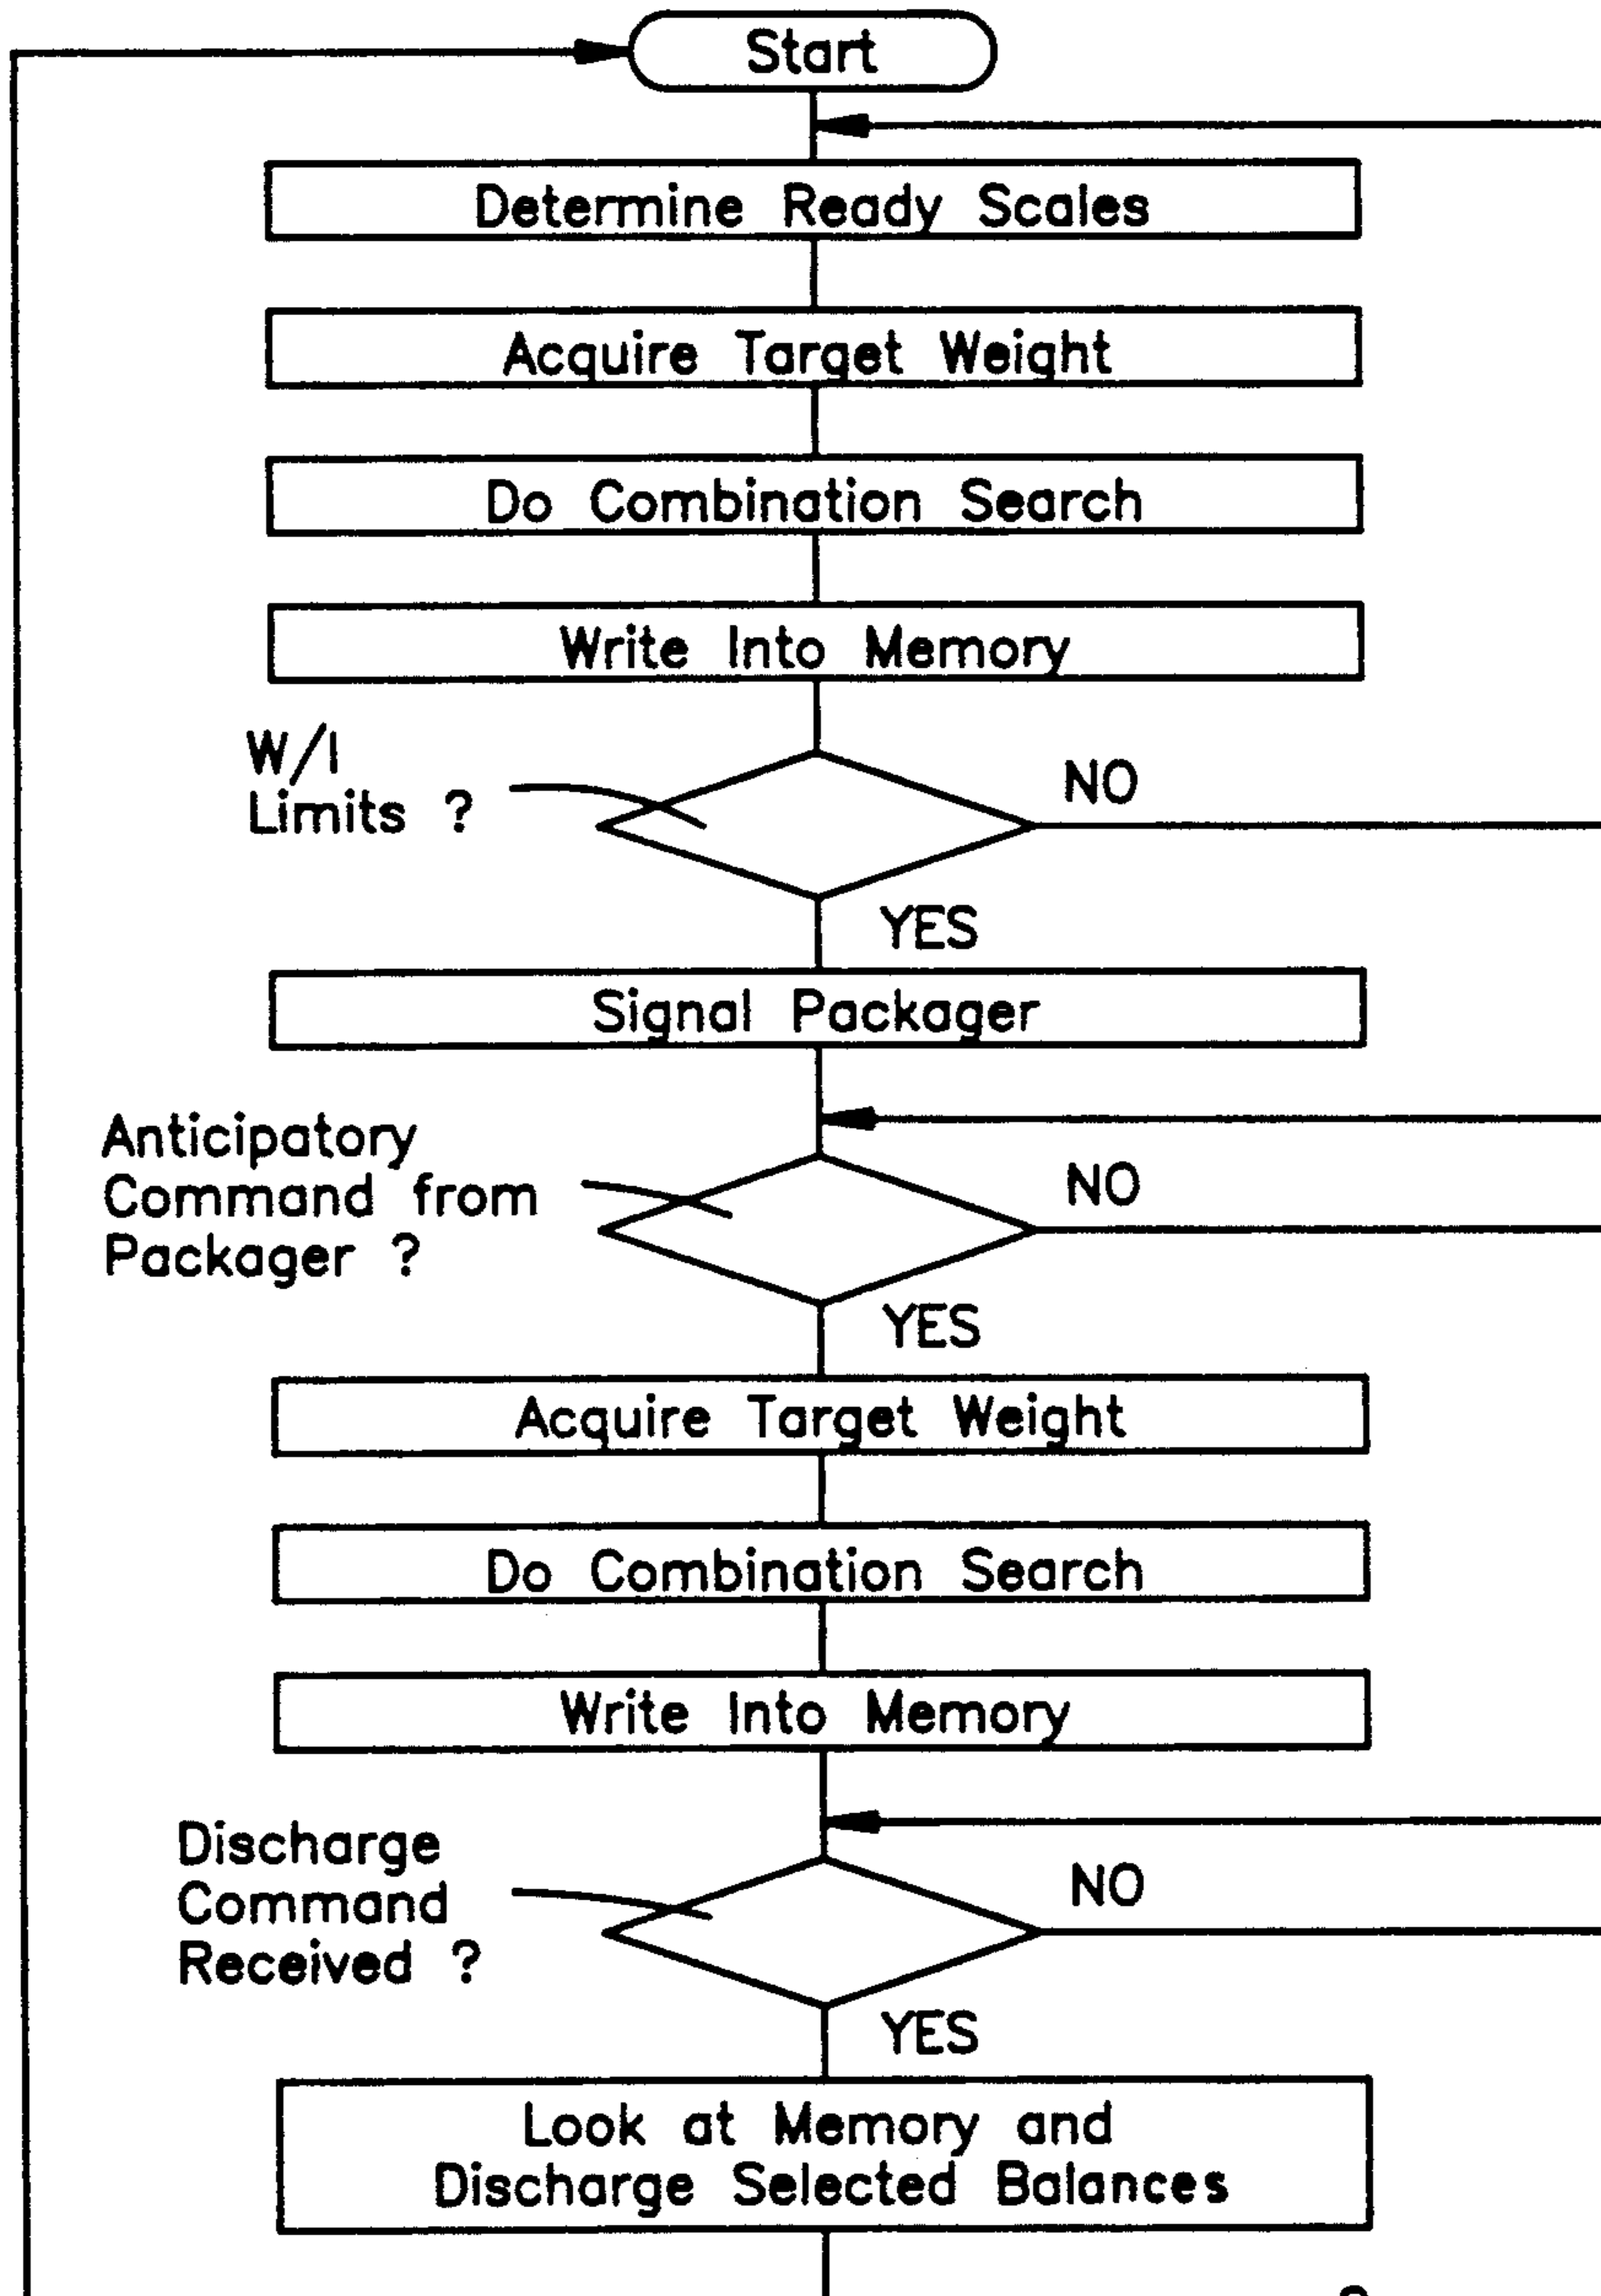 Start
Determine Ready Scales
Acquire Target Weight
Do Combination Search
Write Into Memory
W/I
Limits ?
NO
YES
Signal Packager
Anticipatory
Command from
Packager ?
NO
YES
Acquire Target Weight
Do Combination Search
Write Into Memory
Discharge
Command
Received ?
NO
YES
Look at Memory and
Discharge Selected Balances